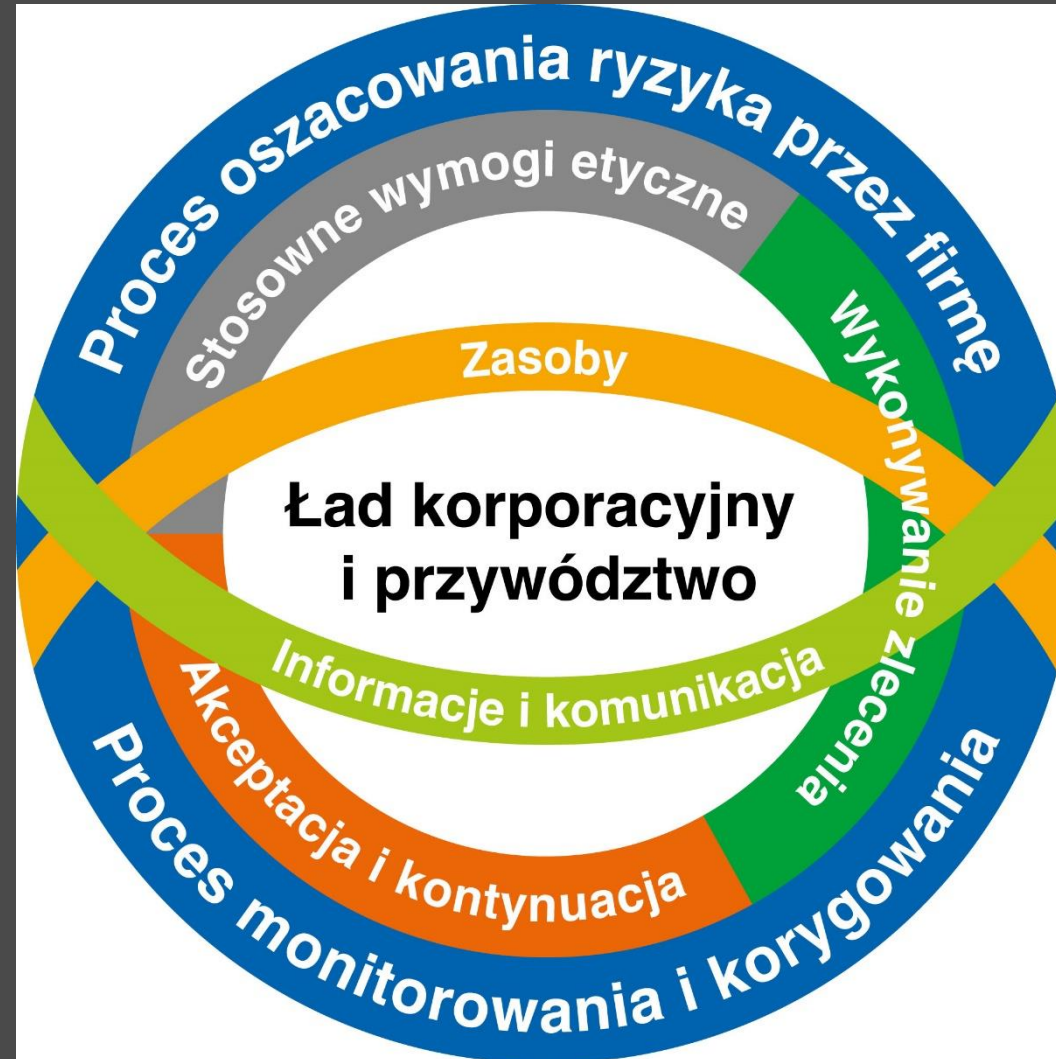 Proces oszacowania ryzyka przez firmę
Stosowne wymogi etyczne
Wykonywanie zlecenia
Zasoby
Ład korporacyjny
i przywództwo
Informacje i komunikacja
Akceptacja i kontynuacja
Proces monitorowania i korygowania